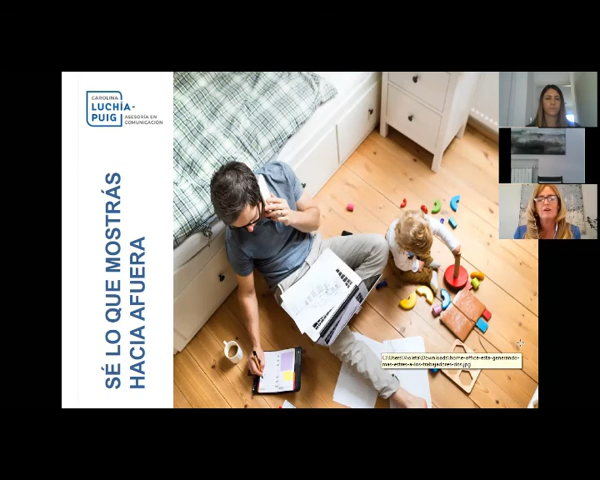 CAROLINA
LUCHÍA-
PUIG
ASESORÍA EN
COMUNICACIÓN
SÉ LO QUE MOSTRÁS
HACIA AFUERA